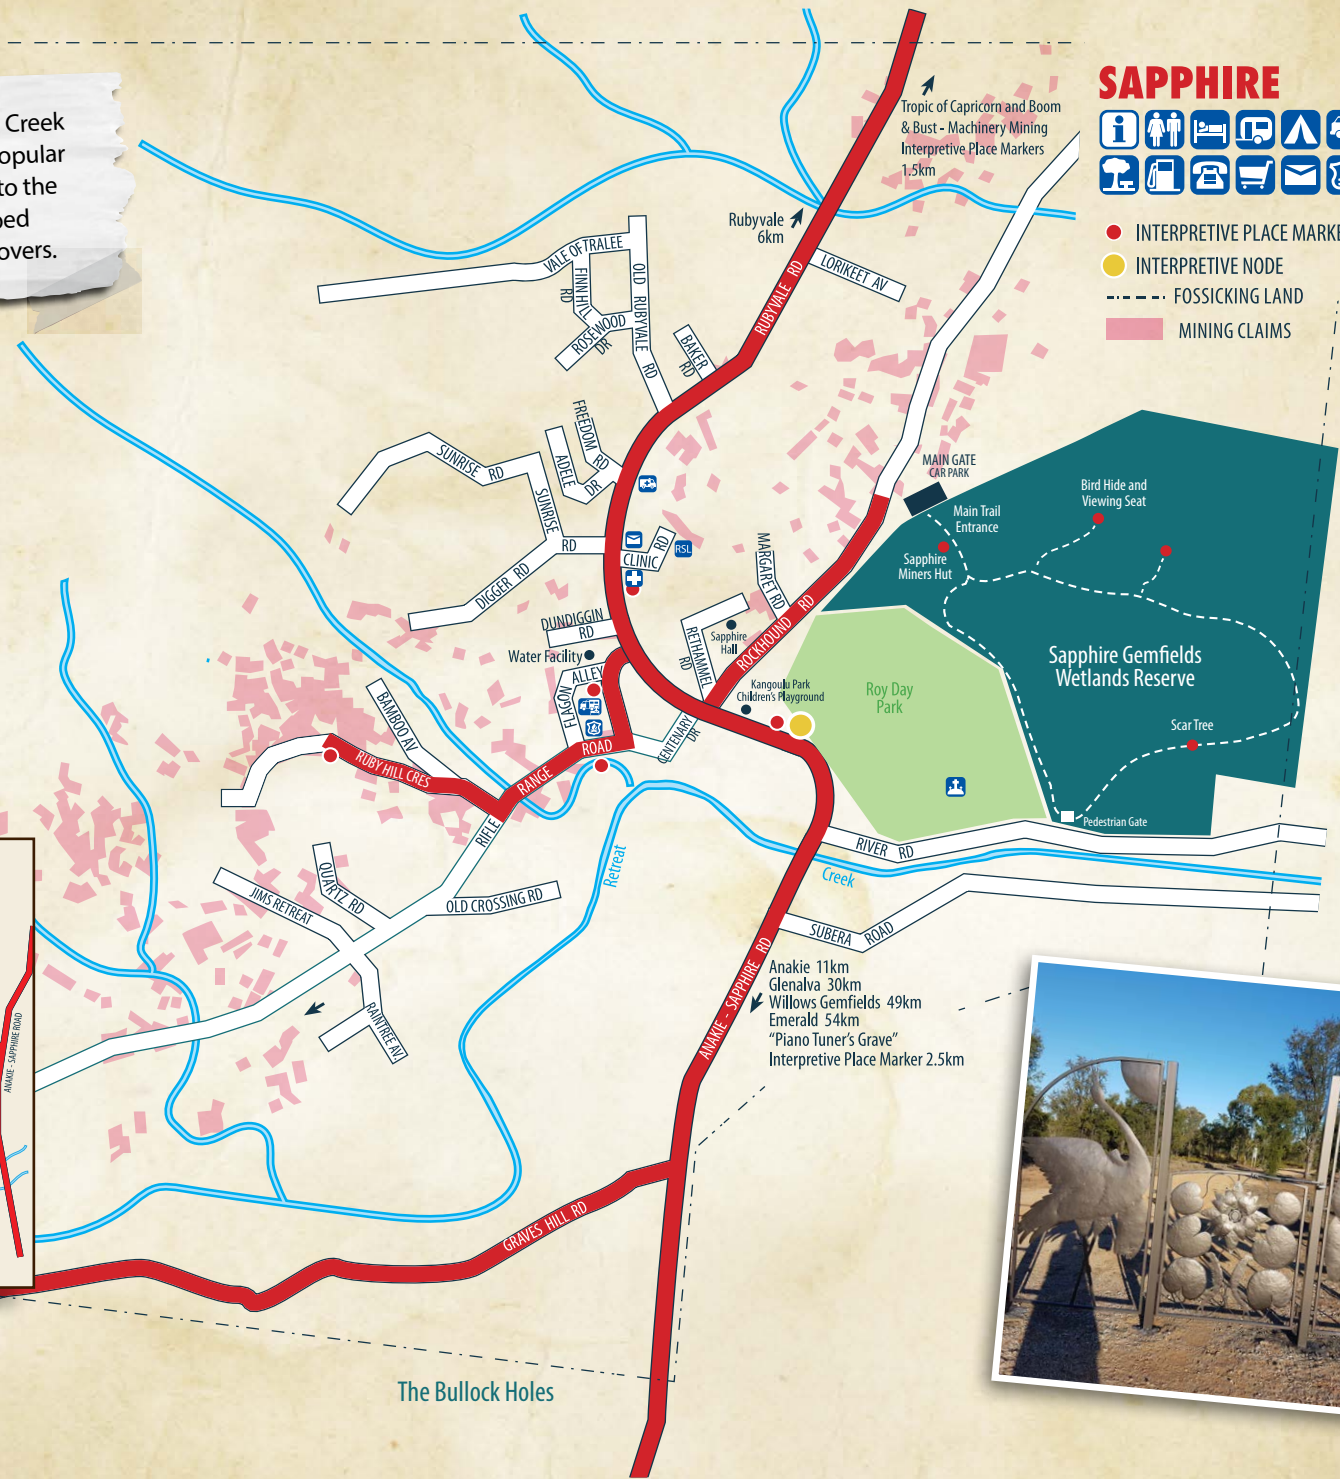 Creek
opular
to the
bed
overs.
SAPPHIRE
INTERPRETIVE PLACE MARKE
INTERPRETIVE NODE
FOSSICKING LAND
MINING CLAIMS
Tropic of Capricorn and Boom
& Bust - Machinery Mining
Interpretive Place Markers
1.5km
Rubyvale
6km
RUBYVALE RD
LORIKEET AV
VALE OF TRALEE
FINN HILL
RD
OLD RUBYVALE RD
ROSEWOOD
DR
BAKER
RD
FREEDOM RD
ADELE
DR
SUNRISE RD
SUNRISE
RD
DIGGER RD
CLINIC RD
RSL
MARGARET RD
DUNDIGGIN
RD
RETHAMMEL
RD
Sapphire
Hall
ROCKHOUND RD
Water Facility
ALLEY
FLAGON
Kangoulu Park
Children's Playground
CENTENARY
DR
BAMBOO AV
RUBY HILL CRES
RIFLE RANGE ROAD
MAIN GATE
CAR PARK
Main Trail
Entrance
Bird Hide and
Viewing Seat
Sapphire
Miners Hut
Sapphire Gemfields
Wetlands Reserve
Roy Day
Park
Scar Tree
Pedestrian Gate
RIVER RD
Retreat
Creek
QUARTZ RD
JIMS RETREAT
OLD CROSSING RD
SUBERA ROAD
RAINTREE AV.
ANAKIE - SAPPHIRE RD
Anakie 11km
Glenalva 30km
Willows Gemfields 49km
Emerald 54km
“Piano Tuner’s Grave”
Interpretive Place Marker 2.5km
ANAKIE - SAPPHIRE ROAD
GRAVES HILL RD
The Bullock Holes